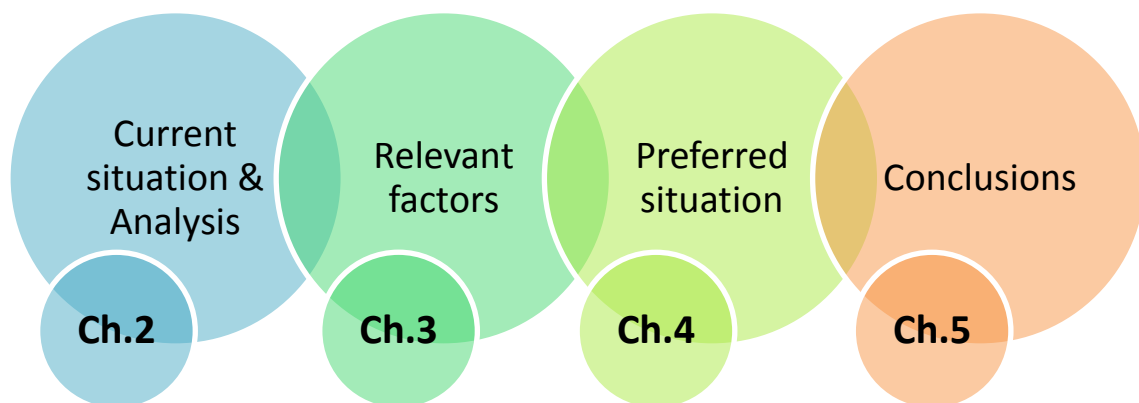 Current
situation &
Analysis
Relevant
factors
Preferred
situation
Conclusions
Ch.2
Ch.3
Ch.4
Ch.5